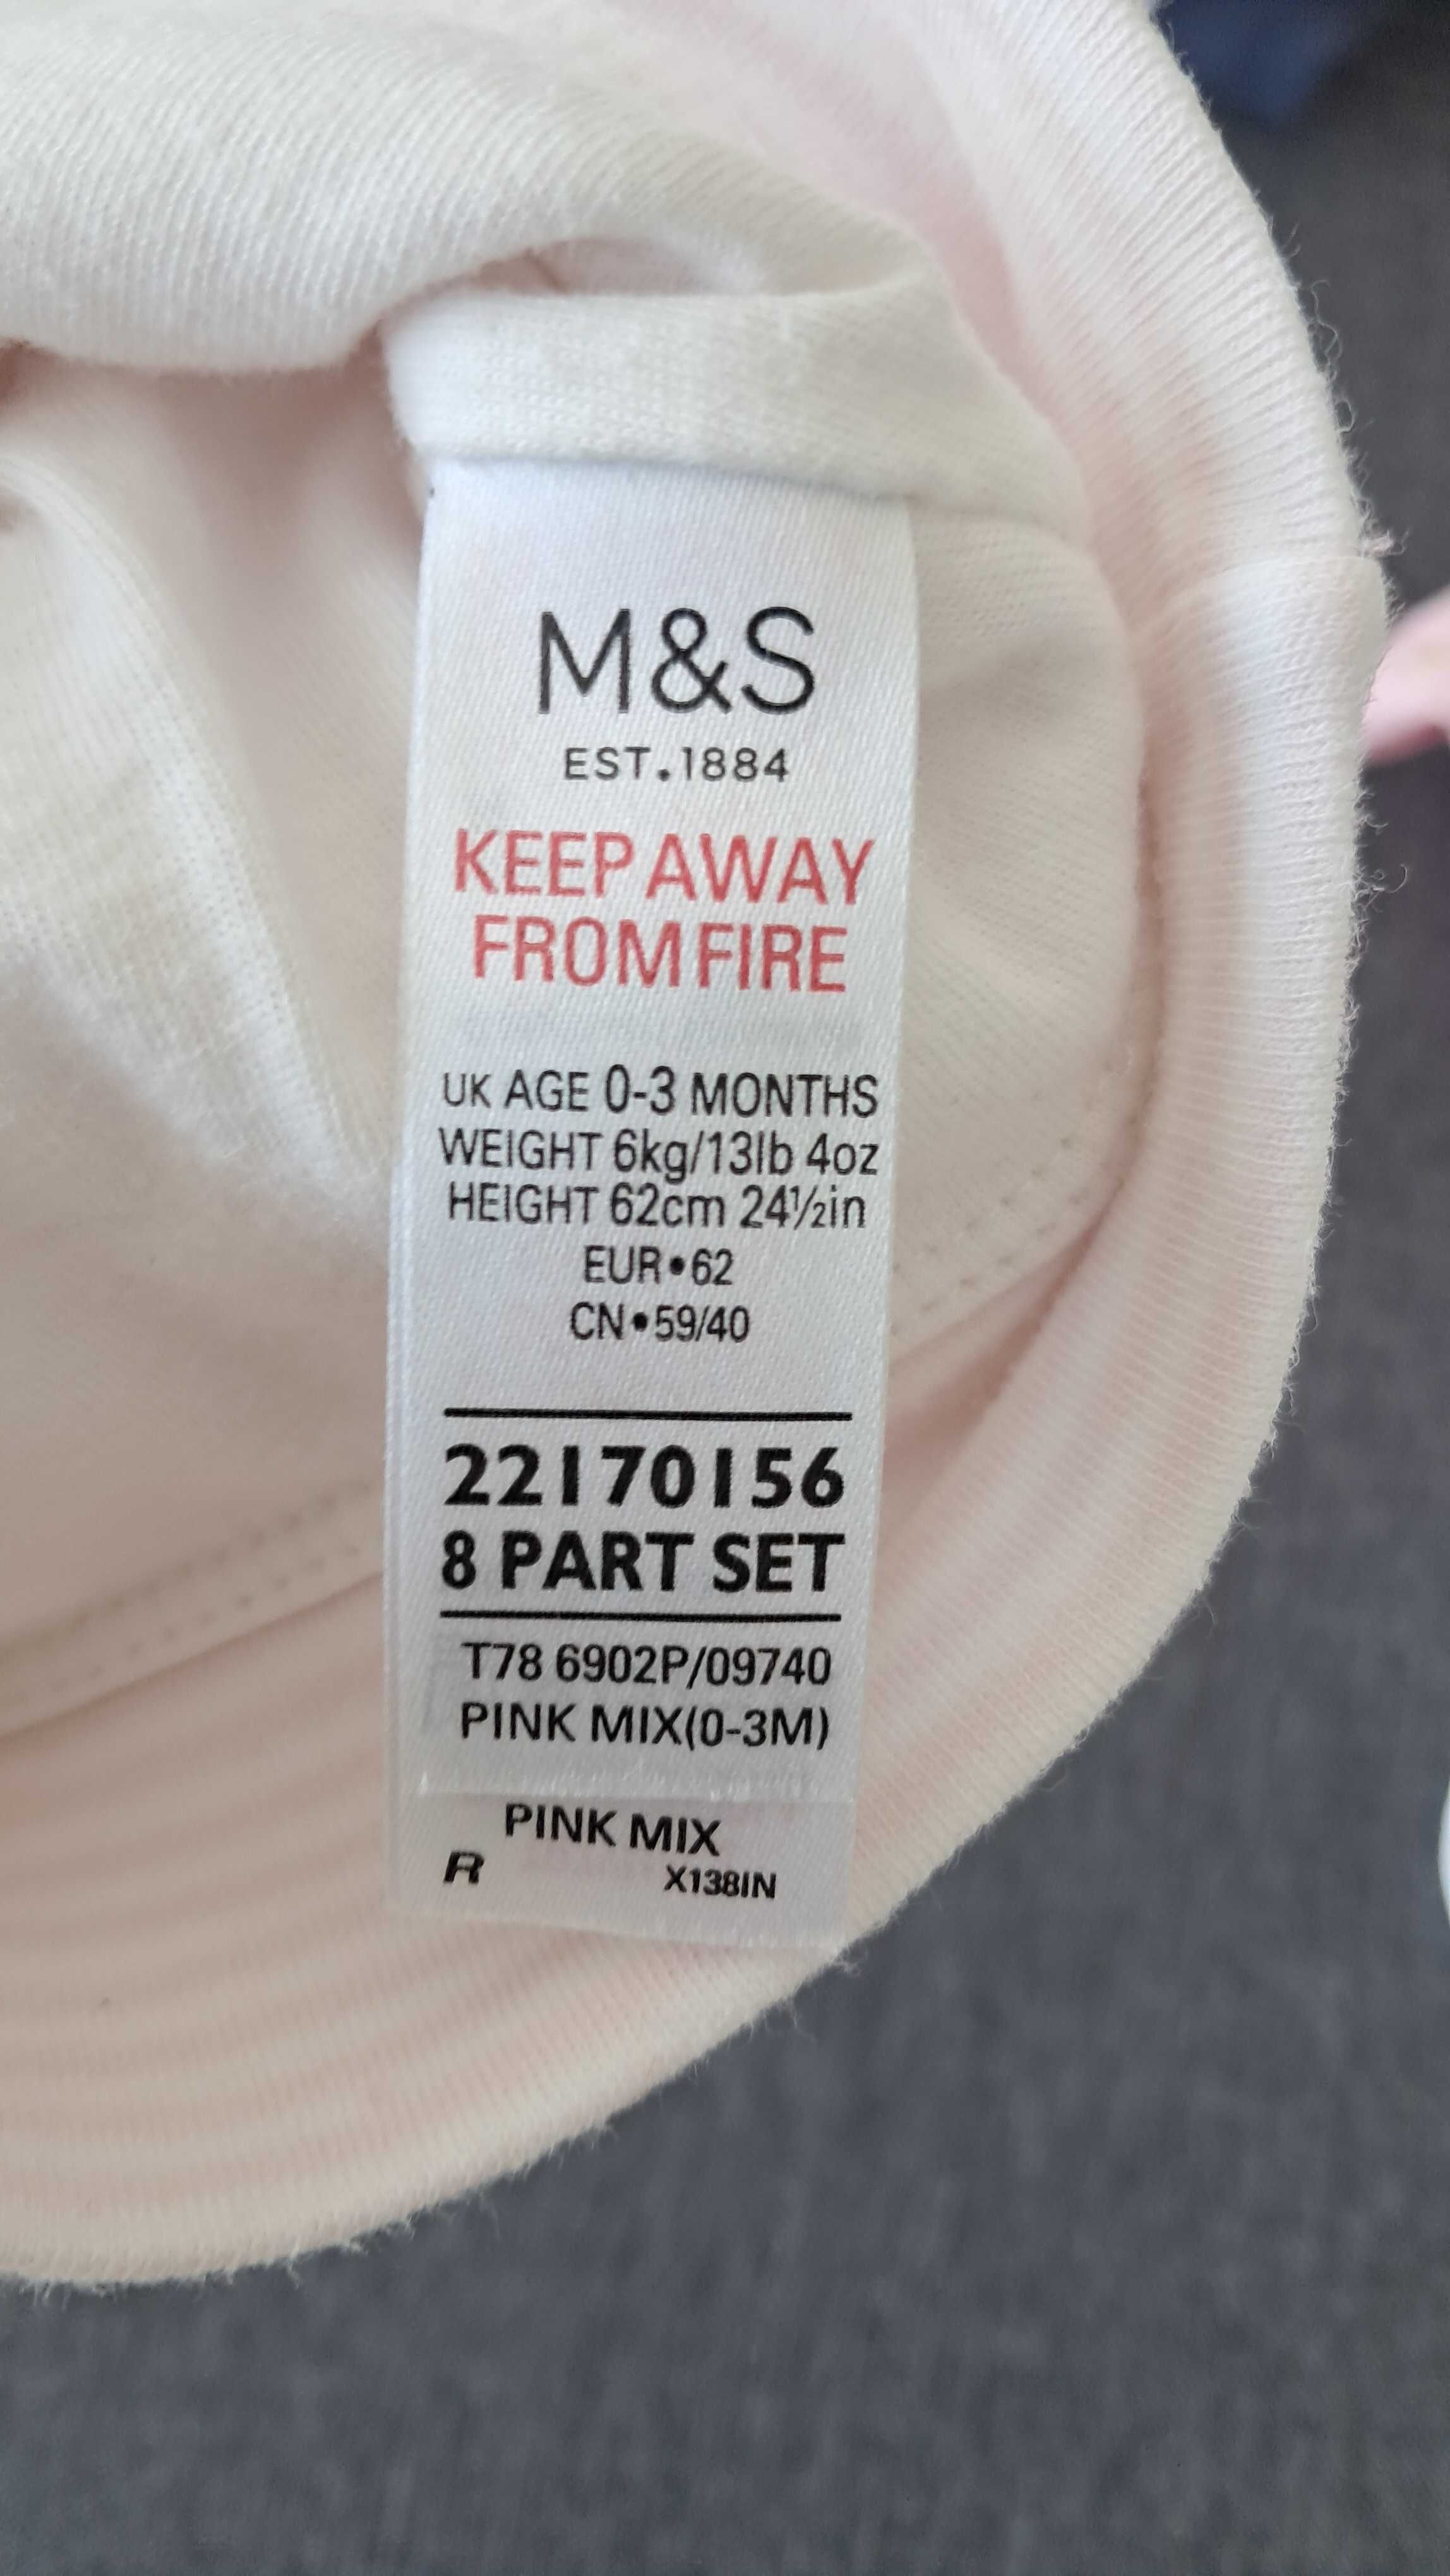 M&S
EST.1884
KEEP AWAY
FROM FIRE
UK AGE 0-3 MONTHS
WEIGHT 6kg/13lb 4oz
HEIGHT 62cm 24½in
EUR•62
CN•59/40
22170156
8 PART SET
T78 6902P/09740
PINK MIX(0-3M)
PINK MIX
R X138IN